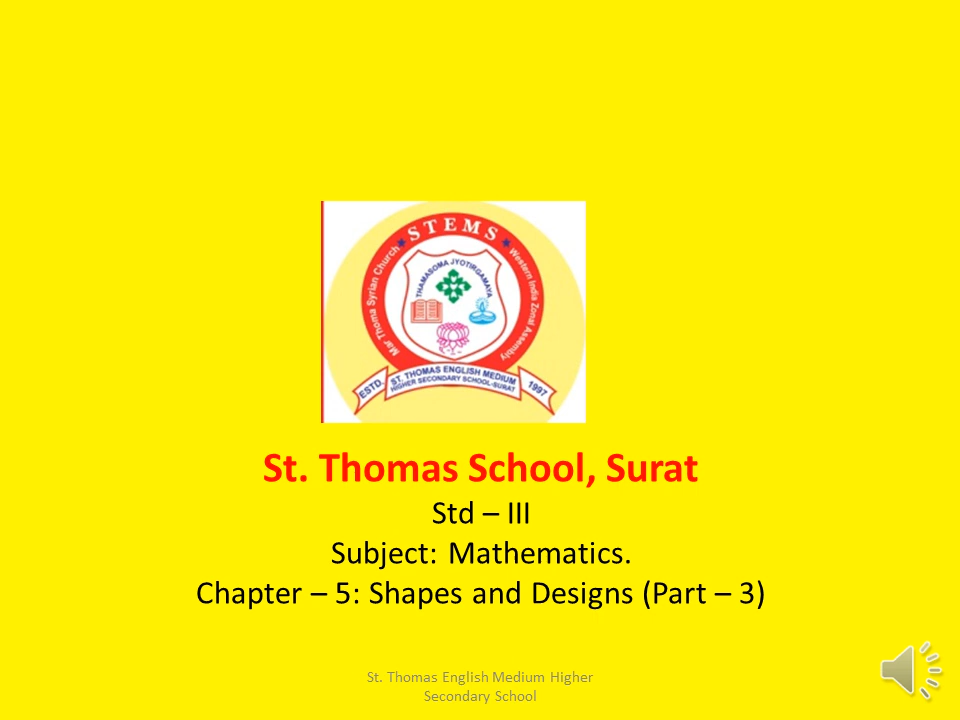 STEMS
Mar Thoma Syrian Church
Western India Zonal Assembly
THAMASOMA JYOTIRGAMAYA
ESTD.
ST. THOMAS ENGLISH MEDIUM
HIGHER SECONDARY SCHOOL-SURAT
1997
St. Thomas School, Surat
Std – III
Subject: Mathematics.
Chapter – 5: Shapes and Designs (Part – 3)
St. Thomas English Medium Higher
Secondary School